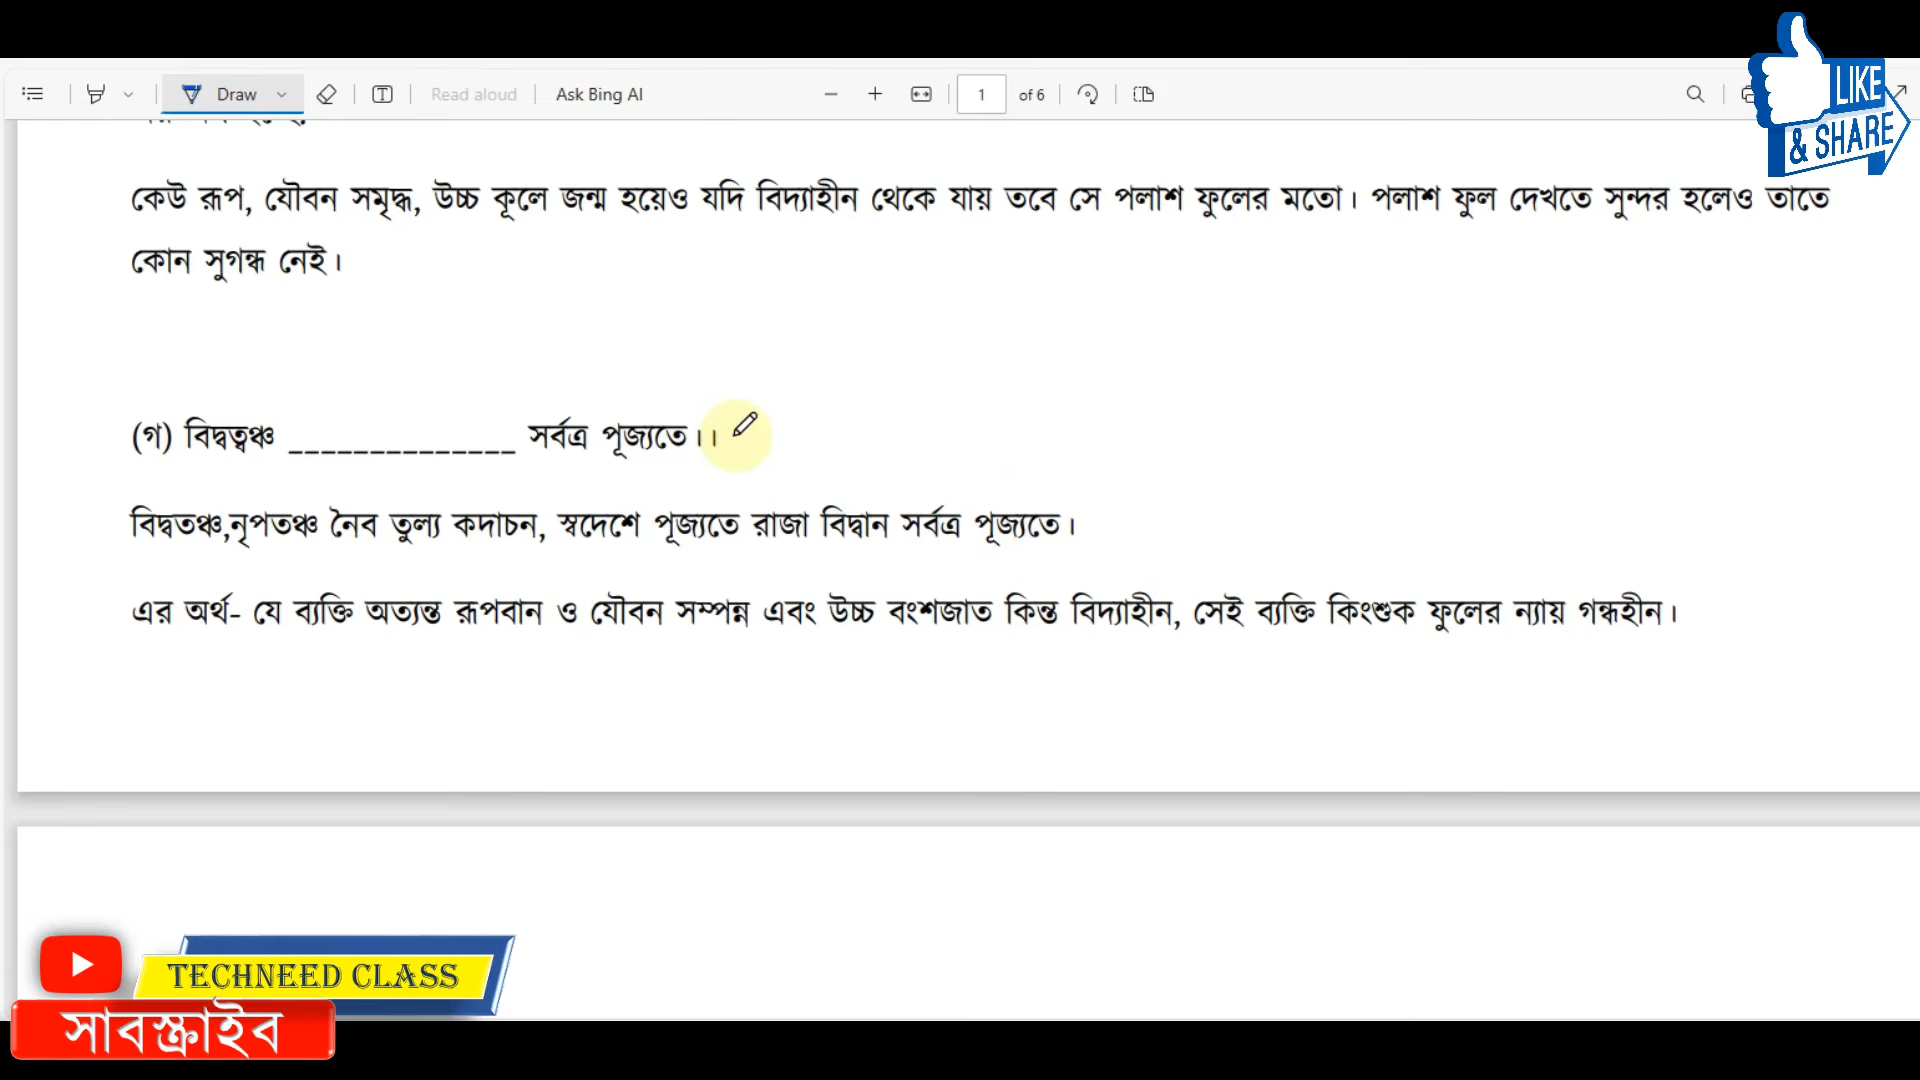 Draw
Read aloud
Ask Bing AI
1 of 6
LIKE
& SHARE
কেউ রূপ, যৌবন সমৃদ্ধ, উচ্চ কূলে জন্ম হয়েও যদি বিদ্যাহীন থেকে যায় তবে সে পলাশ ফুলের মতো। পলাশ ফুল দেখতে সুন্দর হলেও তাতে
কোন সুগন্ধ নেই।
(গ) বিদ্বত্বঞ্চ ______________ সর্বত্র পূজ্যতে।।
বিদ্বতঞ্চ,নৃপতঞ্চ নৈব তুল্য কদাচন, স্বদেশে পূজ্যতে রাজা বিদ্বান সর্বত্র পূজ্যতে।
এর অর্থ- যে ব্যক্তি অত্যন্ত রূপবান ও যৌবন সম্পন্ন এবং উচ্চ বংশজাত কিন্ত বিদ্যাহীন, সেই ব্যক্তি কিংশুক ফুলের ন্যায় গন্ধহীন।
TECHNEED CLASS
সাবস্ক্রাইব